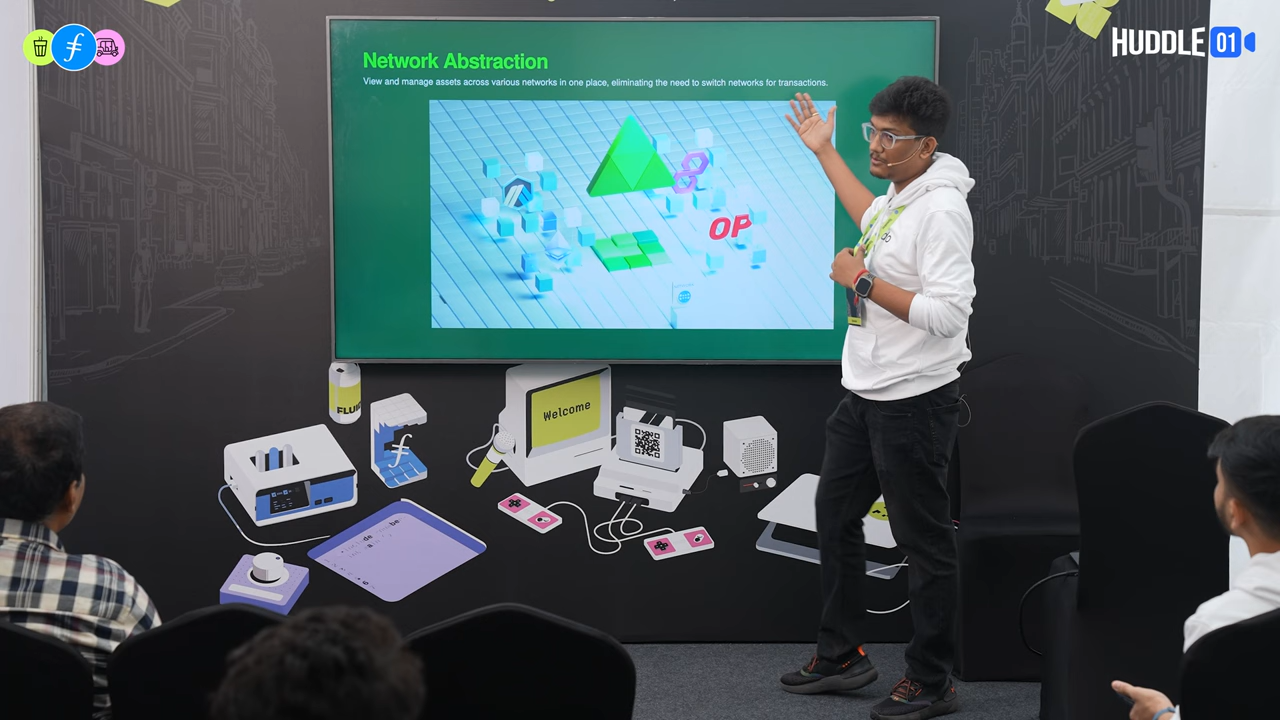 HUDDLE 01
Network Abstraction
View and manage assets across various networks in one place, eliminating the need to switch networks for transactions.
OP
Welcome